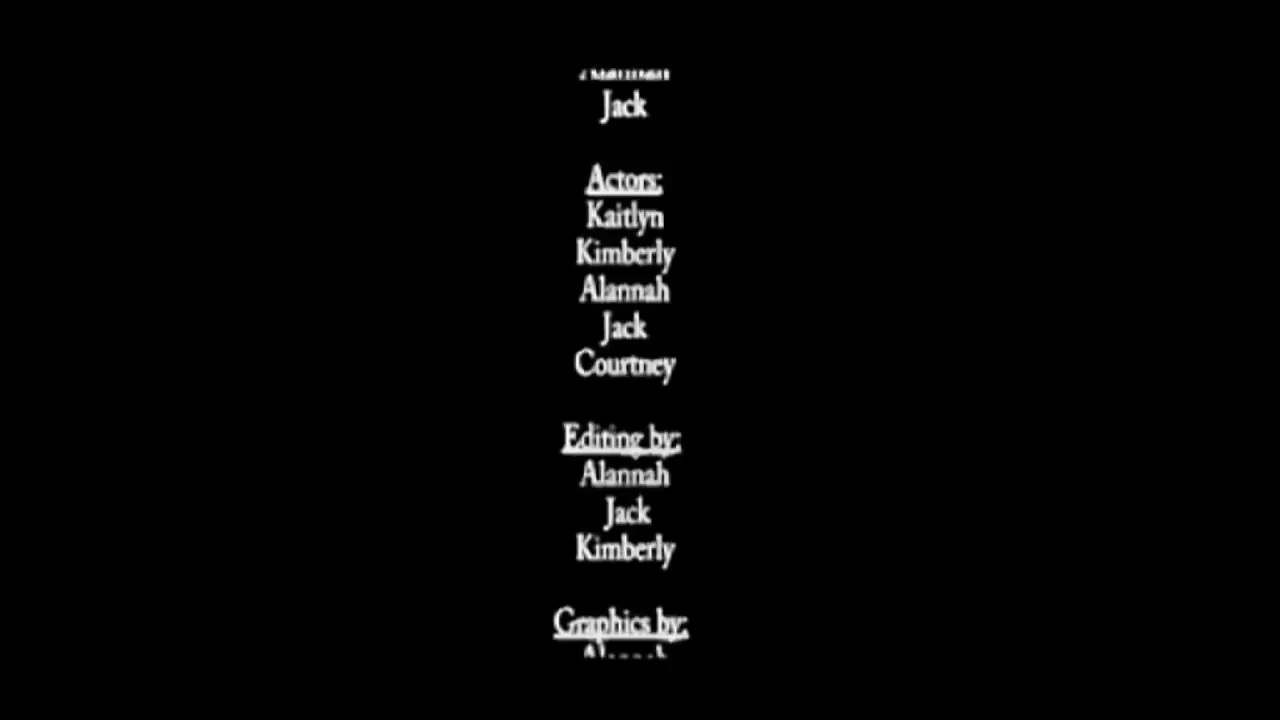 Jack
Actors:
Kaitlyn
Kimberly
Alannah
Jack
Courtney
Editing by:
Alannah
Jack
Kimberly
Graphics by: